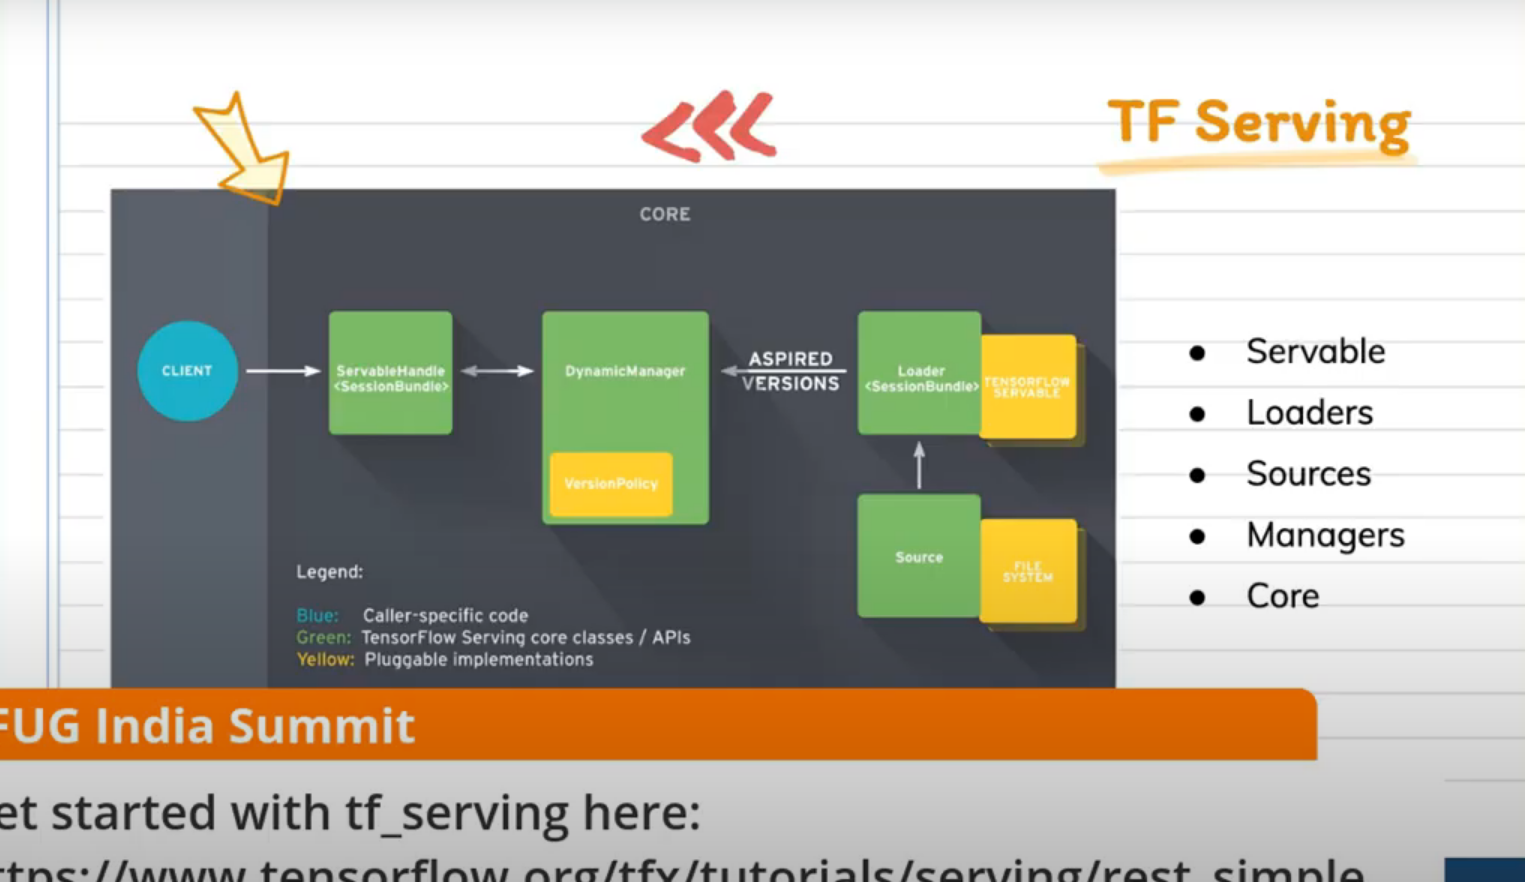 TF Serving
CORE
CLIENT
ServableHandle
<SessionBundle>
DynamicManager
VersionPolicy
ASPIRED
VERSIONS
Loader
<SessionBundle>
TENSORFLOW
SERVABLE
Source
FILE
SYSTEM
Legend:
Blue: Caller-specific code
Green: TensorFlow Serving core classes / APIs
Yellow: Pluggable implementations
● Servable
● Loaders
● Sources
● Managers
● Core
FUG India Summit
et started with tf_serving here:
ttps://www.tensorflow.org/tfx/tutorials/serving/rest_simple